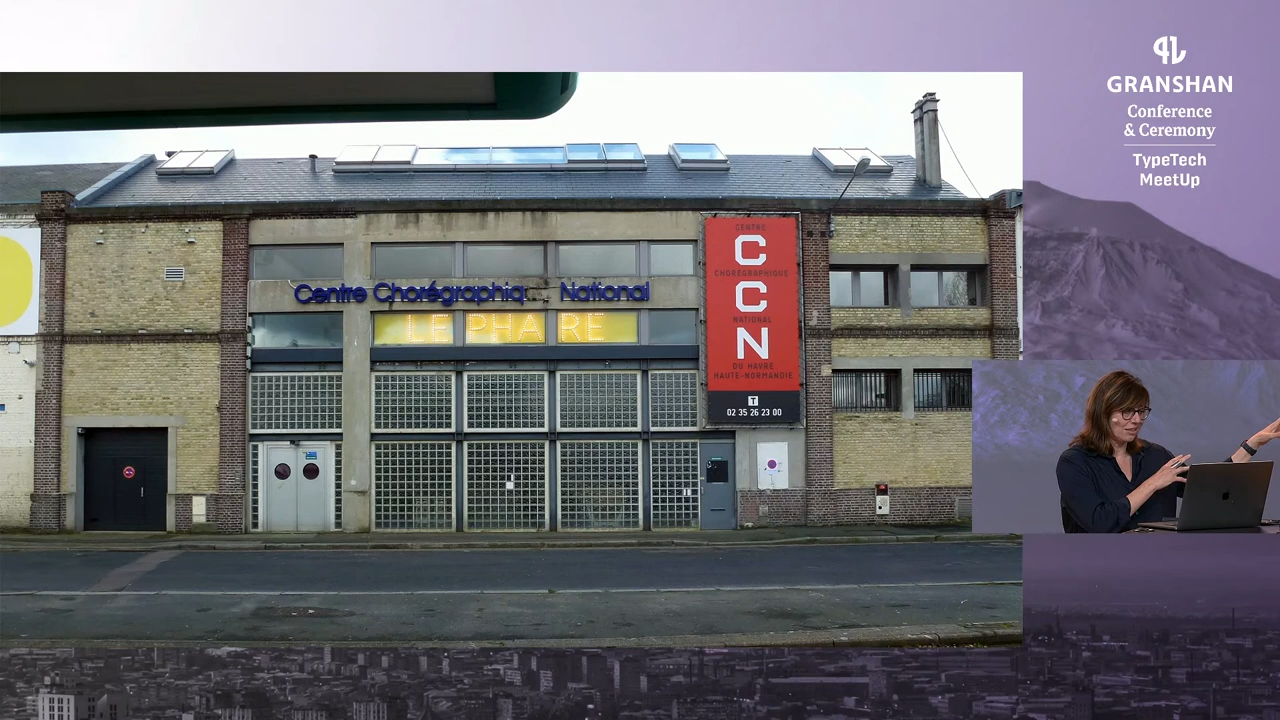 GRANSHAN
Conference
& Ceremony
TypeTech
MeetUp
Centre Chorégraphiq National
LE PHARE
CENTRE
C
CHORÉGRAPHIQUE
C
NATIONAL
N
DU HAVRE
HAUTE-NORMANDIE
T
02 35 26 23 00